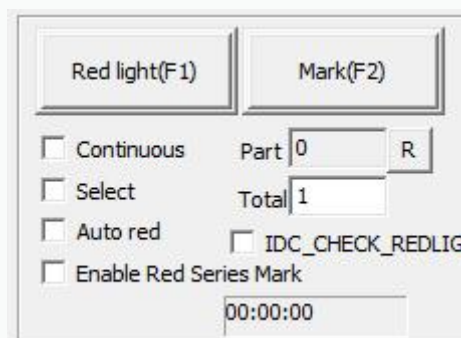 Red light(F1) Mark(F2)
Continuous Part 0 R
Select Total 1
Auto red IDC_CHECK_REDLIG
Enable Red Series Mark
00:00:00